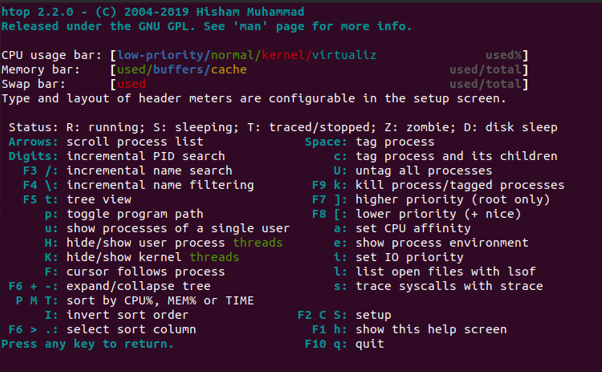 htop 2.2.0 - (C) 2004-2019 Hisham Muhammad
Released under the GNU GPL. See 'man' page for more info.
CPU usage bar: [low-priority/normal/kernel/virtualiz used%]
Memory bar: [used/buffers/cache used/total]
Swap bar: [used used/total]
Type and layout of header meters are configurable in the setup screen.
Status: R: running; S: sleeping; T: traced/stopped; Z: zombie; D: disk sleep
Arrows: scroll process list Space: tag process
Digits: incremental PID search c: tag process and its children
F3 /: incremental name search U: untag all processes
F4 \: incremental name filtering F9 k: kill process/tagged processes
F5 t: tree view F7 ]: higher priority (root only)
p: toggle program path F8 [: lower priority (+ nice)
u: show processes of a single user a: set CPU affinity
H: hide/show user process threads e: show process environment
K: hide/show kernel threads i: set IO priority
F: cursor follows process l: list open files with lsof
F6 + -: expand/collapse tree s: trace syscalls with strace
P M T: sort by CPU%, MEM% or TIME
I: invert sort order F2 C S: setup
F6 > .: select sort column F1 h: show this help screen
Press any key to return. F10 q: quit